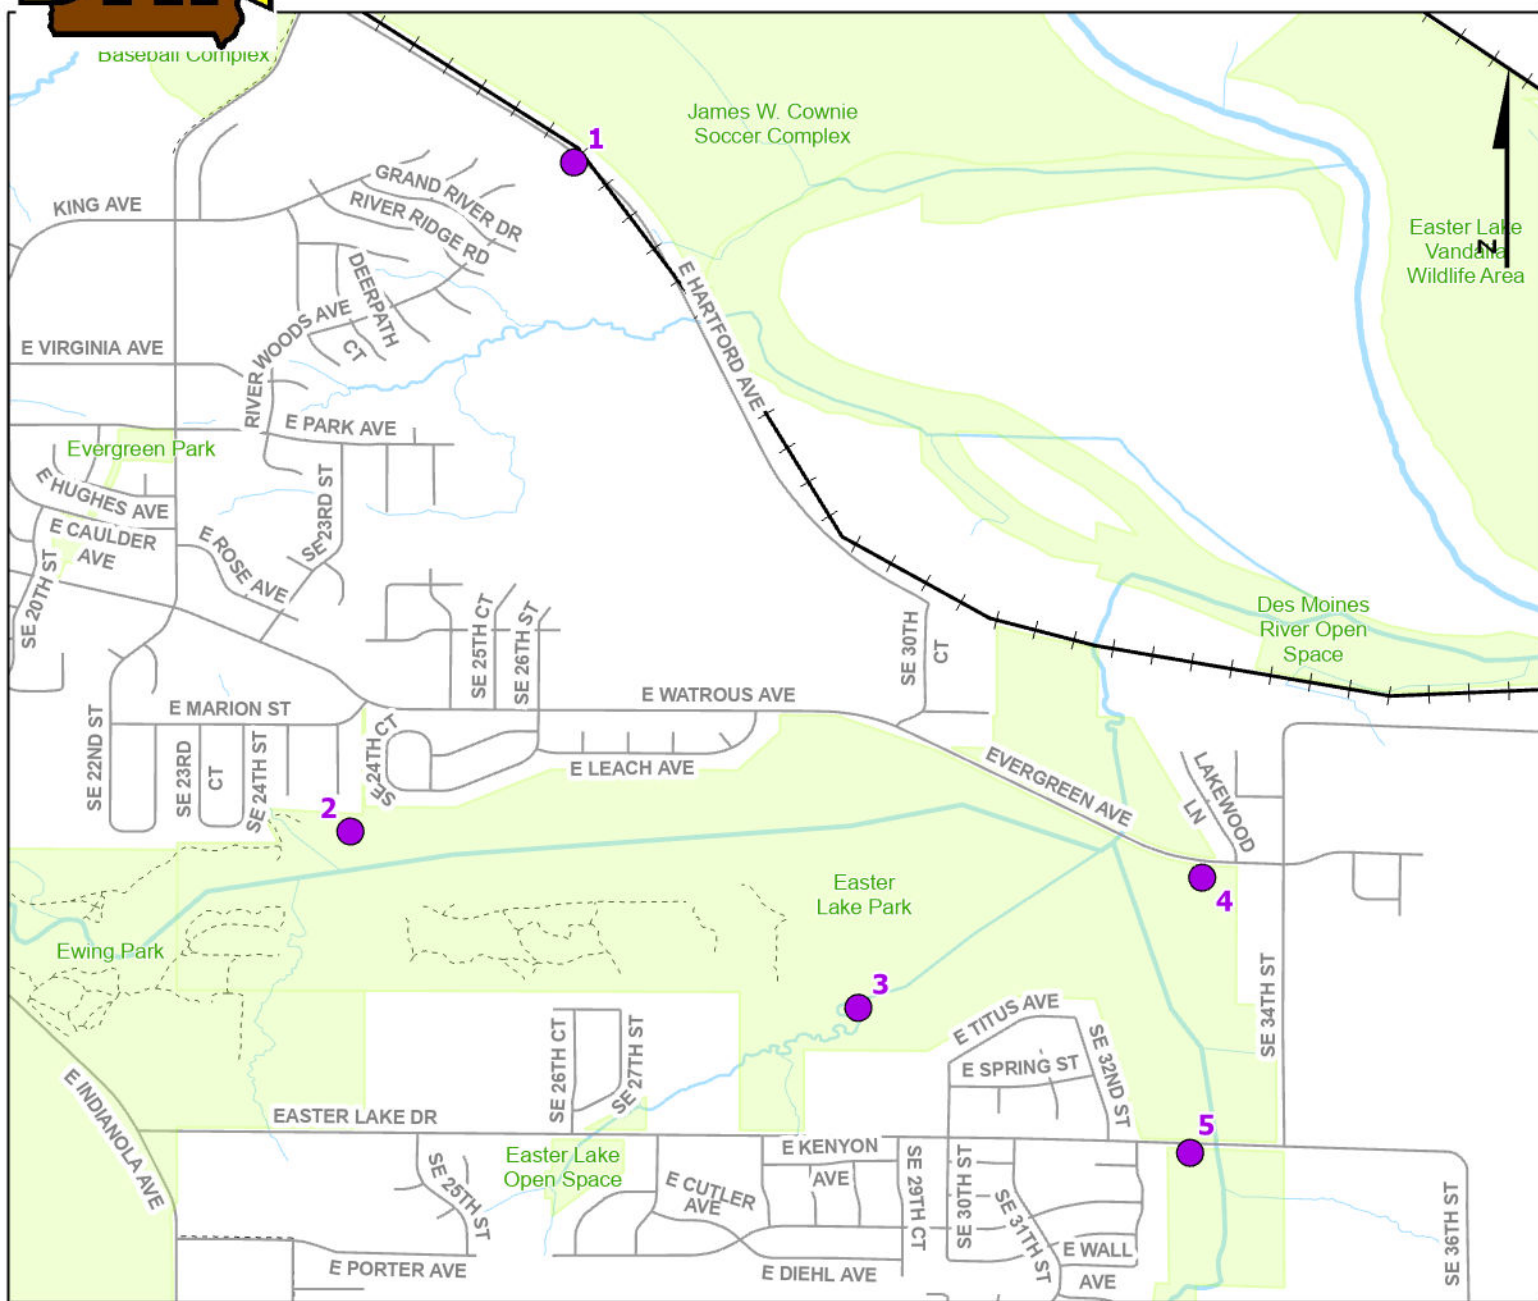 Baseball Complex
James W. Cownie
Soccer Complex
1
GRAND RIVER DR
KING AVE
RIVER RIDGE RD
Easter Lake
Vandalia
Wildlife Area
N
DEERPATH
CT
E HARTFORD AVE
RIVER WOODS AVE
E VIRGINIA AVE
E PARK AVE
Evergreen Park
E HUGHES AVE
SE 23RD ST
E CAULDER
AVE
E ROSE AVE
SE 20TH ST
SE 25TH CT
SE 26TH ST
SE 30TH
CT
Des Moines
River Open
Space
E WATROUS AVE
E MARION ST
SE 22ND ST
SE 23RD
CT
SE 24TH ST
SE 24TH CT
E LEACH AVE
EVERGREEN AVE
LAKEWOOD
LN
2
Easter
Lake Park
4
Ewing Park
3
SE 34TH ST
E TITUS AVE
SE 32ND ST
E SPRING ST
SE 26TH CT
SE 27TH ST
E INDIANOLA AVE
EASTER LAKE DR
5
Easter Lake
Open Space
E KENYON
AVE
SE 25TH ST
E CUTLER
AVE
SE 29TH CT
SE 30TH ST
SE 31TH ST
E WALL
AVE
SE 36TH ST
E PORTER AVE
E DIEHL AVE